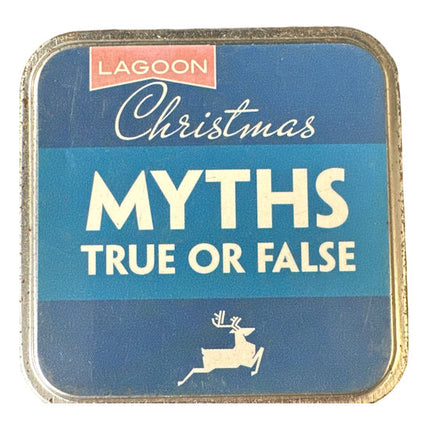 LAGOON
Christmas
MYTHS
TRUE OR FALSE